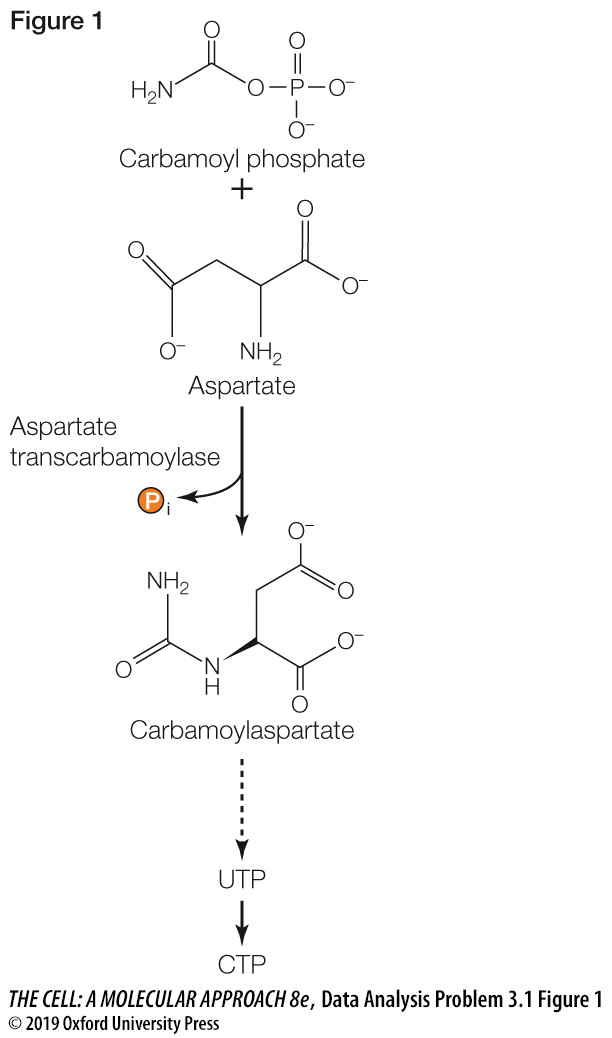 Figure 1
O
O
H₂N
O
P
O⁻
O⁻
Carbamoyl phosphate
+
O
O
O⁻
O⁻
NH₂
Aspartate
Aspartate
transcarbamoylase
P i
O⁻
NH₂
O
O⁻
O
N
H
O
Carbamoylaspartate
UTP
CTP
THE CELL: A MOLECULAR APPROACH 8e, Data Analysis Problem 3.1 Figure 1
© 2019 Oxford University Press